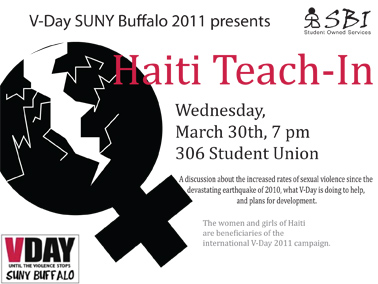 V-Day SUNY Buffalo 2011 presents
SBI
Student Owned Services
Haiti Teach-In
Wednesday,
March 30th, 7 pm
306 Student Union
A discussion about the increased rates of sexual violence since the
devastating earthquake of 2010, what V-Day is doing to help,
and plans for development.
The women and girls of Haiti
are beneficiaries of the
international V-Day 2011 campaign.
VDAY
UNTIL THE VIOLENCE STOPS
SUNY BUFFALO